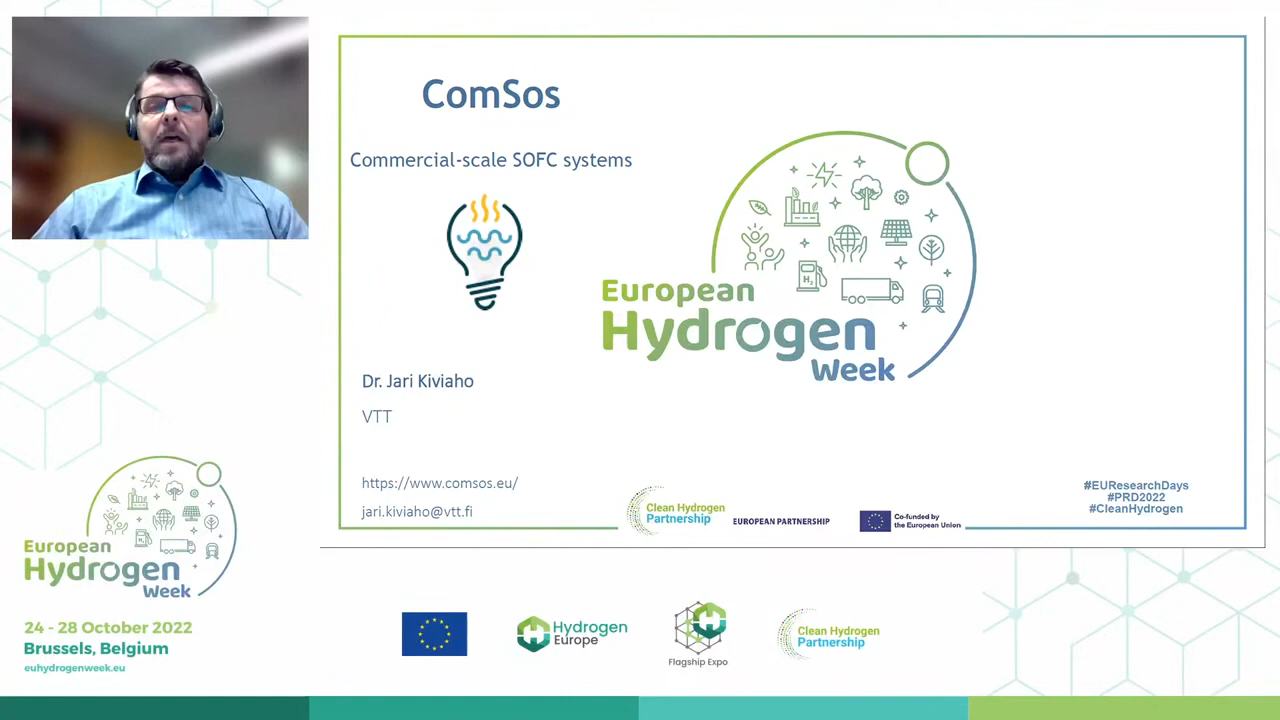 ComSos
Commercial-scale SOFC systems
European
Hydrogen
Week
H2
Dr. Jari Kiviaho
VTT
https://www.comsos.eu/
jari.kiviaho@vtt.fi
Clean Hydrogen
Partnership
EUROPEAN PARTNERSHIP
Co-funded by
the European Union
#EUResearchDays
#PRD2022
#CleanHydrogen
European
Hydrogen
Week
24 - 28 October 2022
Brussels, Belgium
euhydrogenweek.eu
Hydrogen
Europe
Flagship Expo
Clean Hydrogen
Partnership